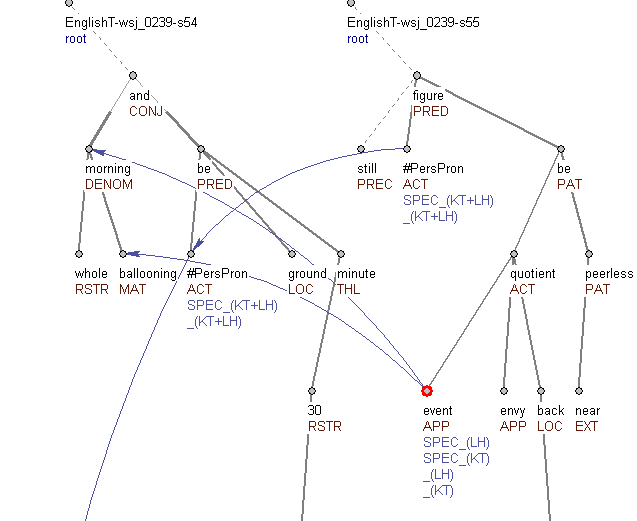 EnglishT-wsj_0239-s54
root
EnglishT-wsj_0239-s55
root
and
CONJ
figure
PRED
morning
DENOM
be
PRED
still
PREC
#PersPron
ACT
SPEC_(KT+LH)
_(KT+LH)
be
PAT
whole
RSTR
ballooning
MAT
#PersPron
ACT
SPEC_(KT+LH)
_(KT+LH)
ground
LOC
minute
THL
quotient
ACT
peerless
PAT
30
RSTR
event
APP
SPEC_(LH)
SPEC_(KT)
_(LH)
_(KT)
envy
APP
back
LOC
near
EXT